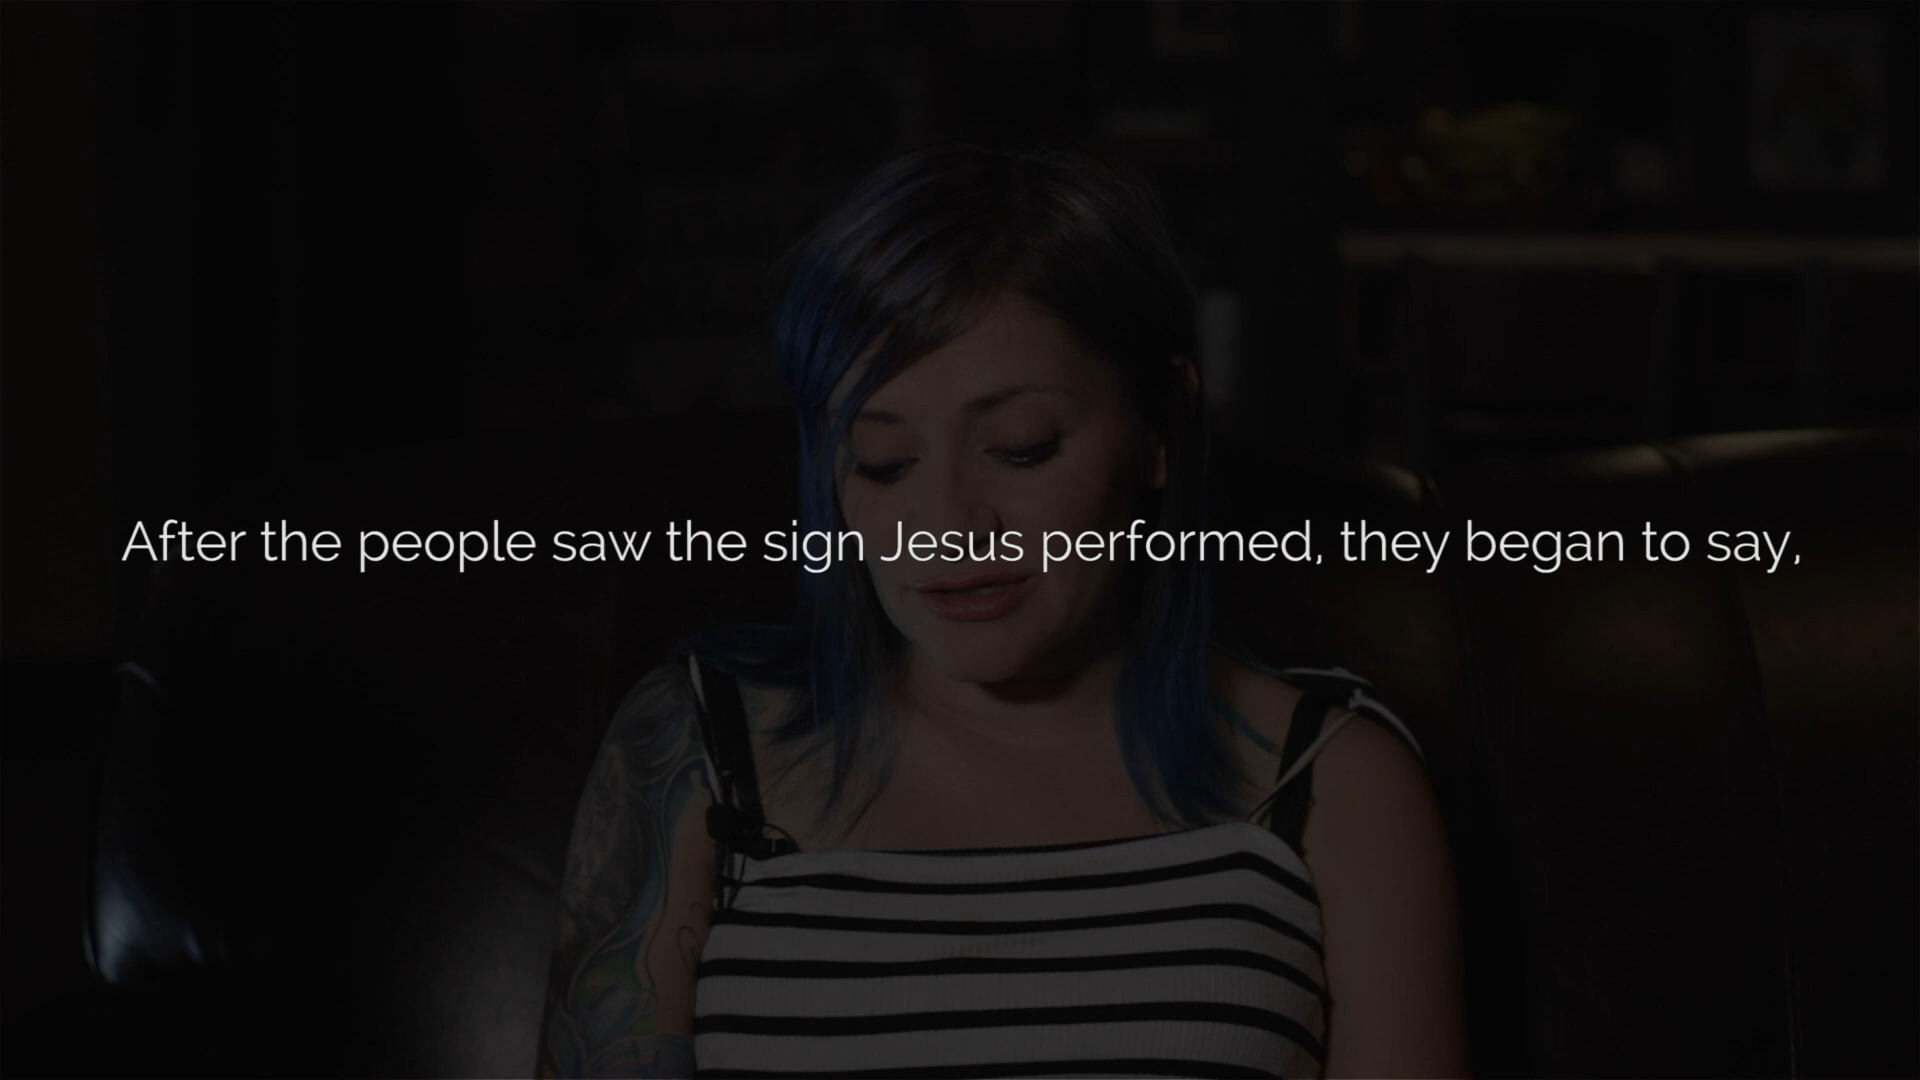 After the people saw the sign Jesus performed, they began to say,